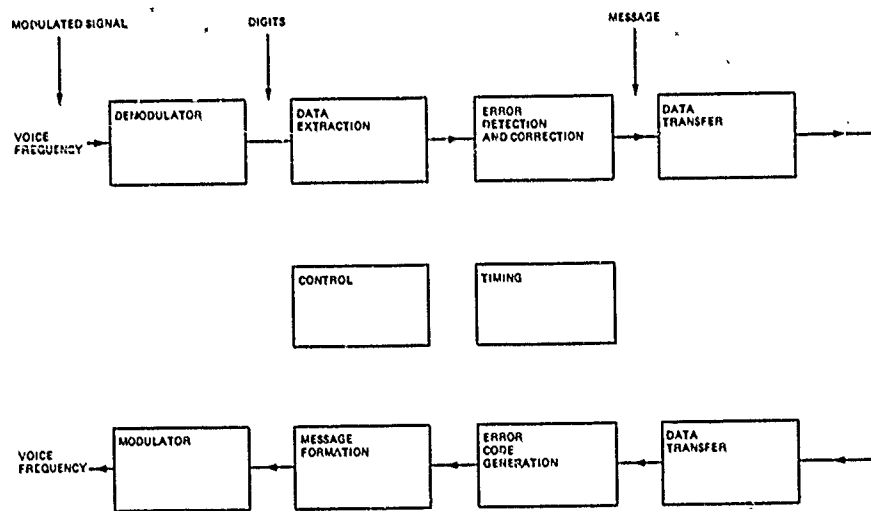 MODULATED SIGNAL
DIGITS
MESSAGE
VOICE
FREQUENCY
DEMODULATOR
DATA
EXTRACTION
ERROR
DETECTION
AND CORRECTION
DATA
TRANSFER
CONTROL
TIMING
VOICE
FREQUENCY
MODULATOR
MESSAGE
FORMATION
ERROR
CODE
GENERATION
DATA
TRANSFER